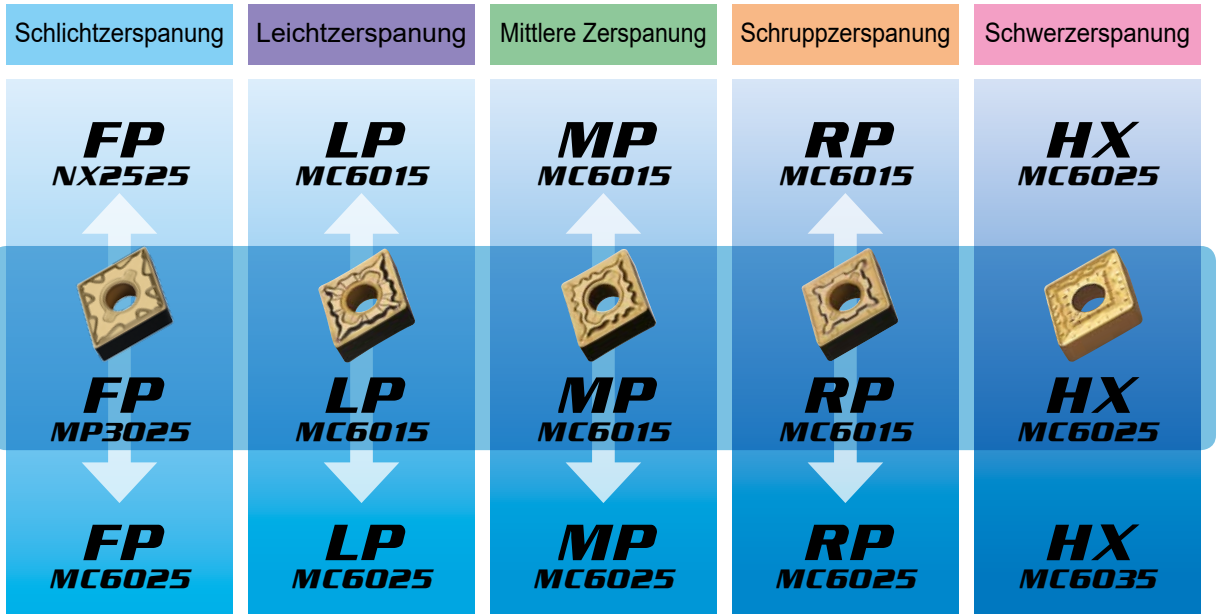 Schlichtzerspanung
Leichtzerspanung
Mittlere Zerspanung
Schruppzerspanung
Schwerzerspanung
FP
NX2525
LP
MC6015
MP
MC6015
RP
MC6015
HX
MC6025
FP
MP3025
LP
MC6015
MP
MC6015
RP
MC6015
HX
MC6025
FP
MC6025
LP
MC6025
MP
MC6025
RP
MC6025
HX
MC6035